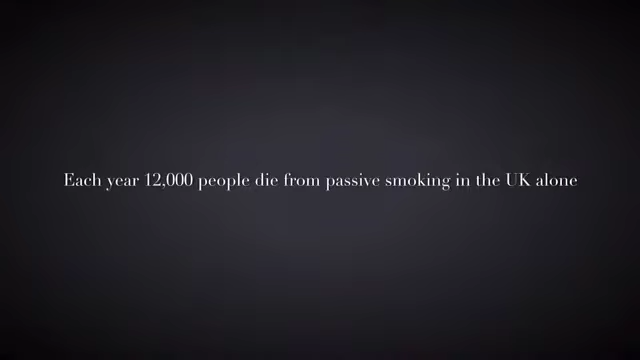 Each year 12,000 people die from passive smoking in the UK alone